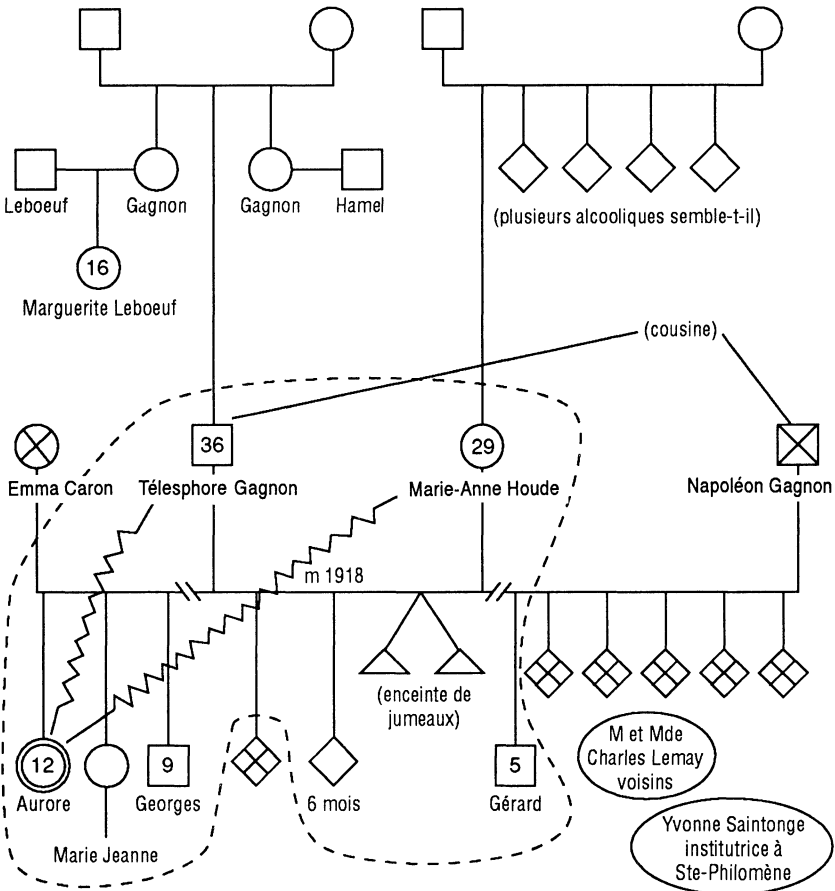 Leboeuf
Gagnon
Gagnon
Hamel
(plusieurs alcooliques semble-t-il)
16
Marguerite Leboeuf
(cousine)
36
29
Emma Caron
Télesphore Gagnon
Marie-Anne Houde
Napoléon Gagnon
m 1918
(enceinte de
jumeaux)
12
9
5
Aurore
Georges
6 mois
Gérard
Marie Jeanne
M et Mde
Charles Lemay
voisins
Yvonne Saintonge
institutrice à
Ste-Philomène